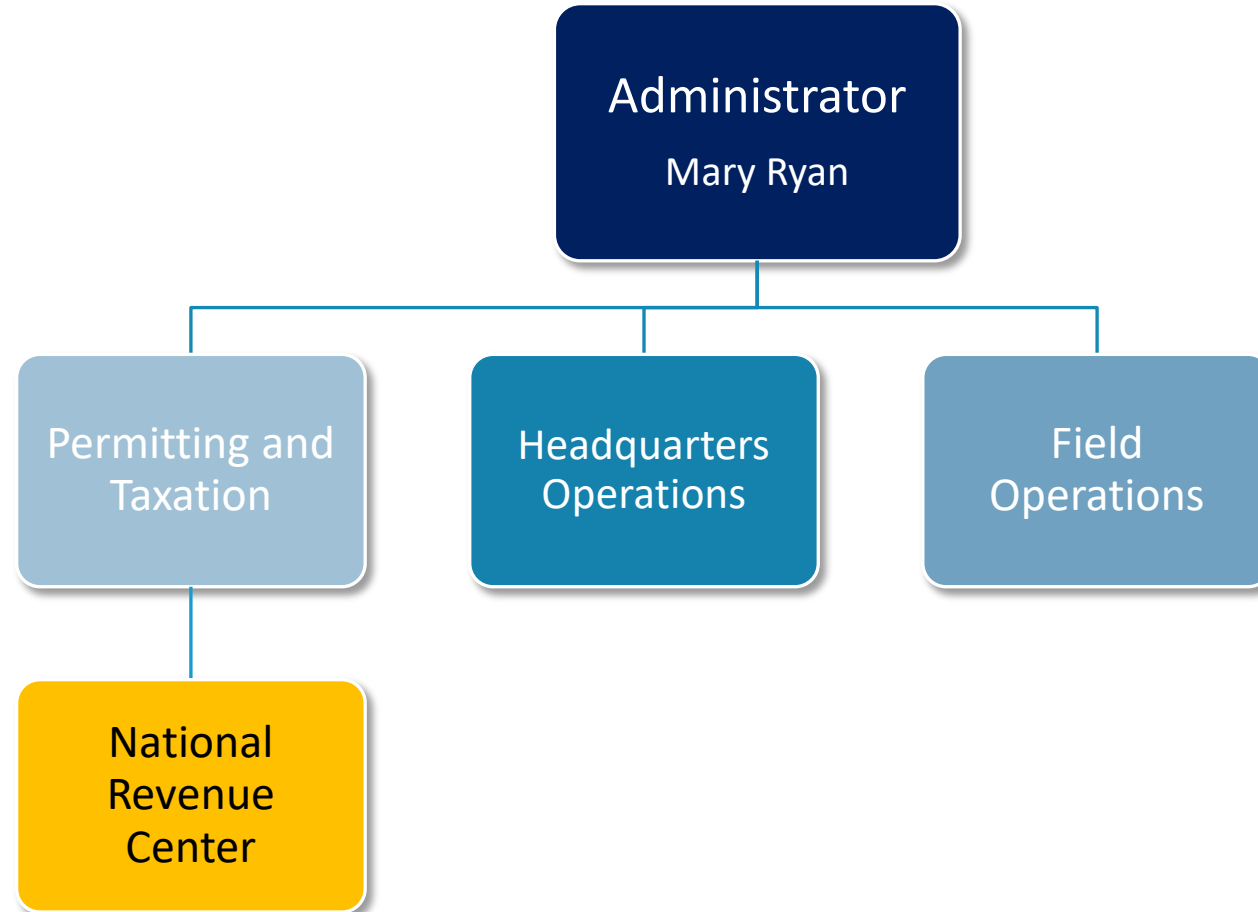 Administrator
Mary Ryan
Permitting and
Taxation
Headquarters
Operations
Field
Operations
National
Revenue
Center